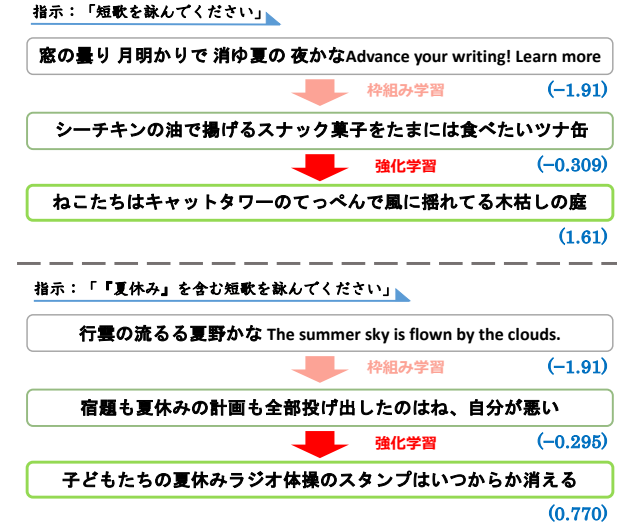 指示：「短歌を詠んでください」
窓の曇り 月明かりで 消ゆ夏の 夜かなAdvance your writing! Learn more
枠組み学習 (−1.91)
シーチキンの油で揚げるスナック菓子をたまには食べたいツナ缶
強化学習 (−0.309)
ねこたちはキャットタワーのてっぺんで風に揺れてる木枯しの庭
(1.61)
指示：「『夏休み』を含む短歌を詠んでください」
行雲の流るる夏野かな The summer sky is flown by the clouds.
枠組み学習 (−1.91)
宿題も夏休みの計画も全部投げ出したのはね、自分が悪い
強化学習 (−0.295)
子どもたちの夏休みラジオ体操のスタンプはいつからか消える
(0.770)